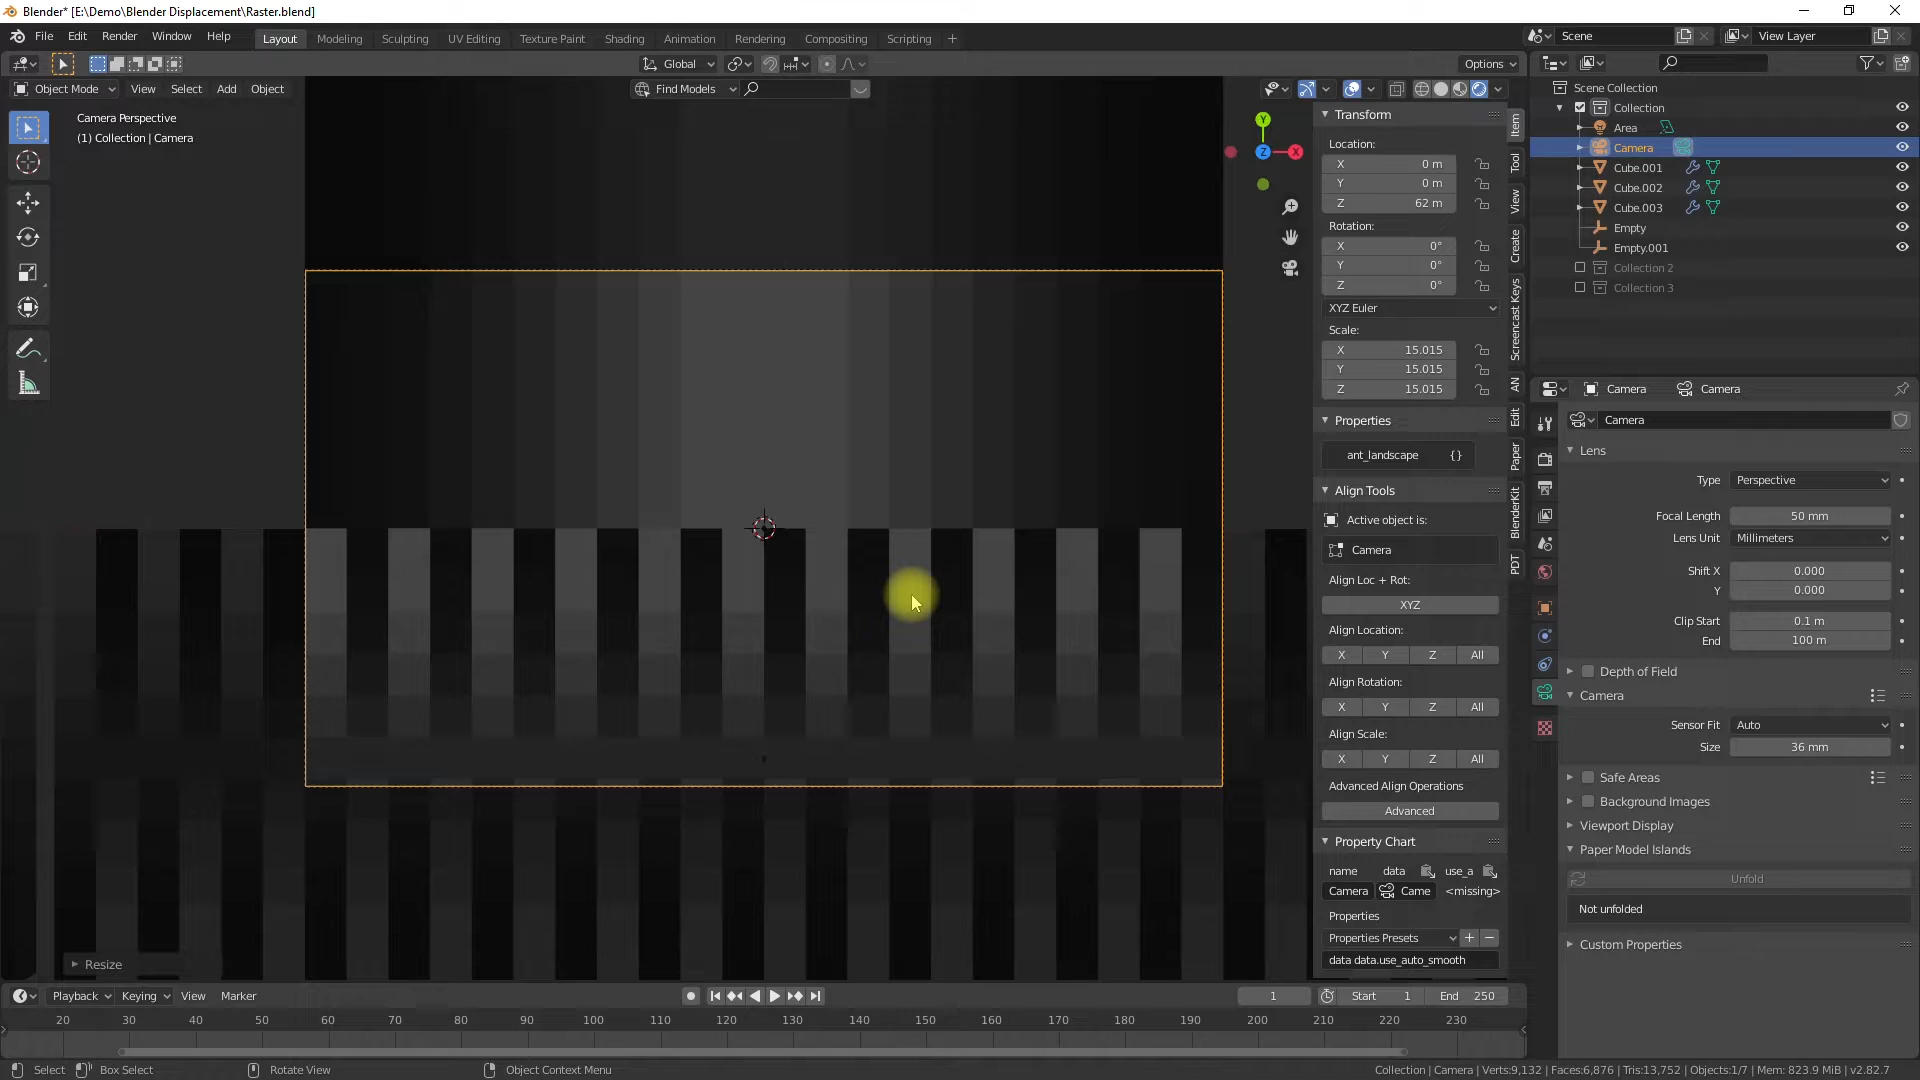 Blender* [E:\Demo\Blender Displacement\Raster.blend]
File Edit Render Window Help
Layout Modeling Sculpting UV Editing Texture Paint Shading Animation Rendering Compositing Scripting +
Scene
View Layer
Global
Options
Object Mode View Select Add Object
Find Models
Camera Perspective
(1) Collection | Camera
Y
Z
X
Resize
Transform
Location:
X 0 m
Y 0 m
Z 62 m
Rotation:
X 0°
Y 0°
Z 0°
XYZ Euler
Scale:
X 15.015
Y 15.015
Z 15.015
Properties
ant_landscape {}
Align Tools
Active object is:
Camera
Align Loc + Rot:
XYZ
Align Location:
X Y Z All
Align Rotation:
X Y Z All
Align Scale:
X Y Z All
Advanced Align Operations
Advanced
Property Chart
name data use_a
Camera Came <missing>
Properties
Properties Presets + −
data data.use_auto_smooth
Item
Tool
View
Create
Screencast Keys
AN
Edit
Paper
BlenderKit
PDT
Scene Collection
Collection
Area
Camera
Cube.001
Cube.002
Cube.003
Empty
Empty.001
Collection 2
Collection 3
Camera Camera
Camera
Lens
Type Perspective
Focal Length 50 mm
Lens Unit Millimeters
Shift X 0.000
Y 0.000
Clip Start 0.1 m
End 100 m
Depth of Field
Camera
Sensor Fit Auto
Size 36 mm
Safe Areas
Background Images
Viewport Display
Paper Model Islands
Unfold
Not unfolded
Custom Properties
Playback Keying View Marker
1 Start 1 End 250
20 30 40 50 60 70 80 90 100 110 120 130 140 150 160 170 180 190 200 210 220 230
Select Box Select Rotate View Object Context Menu
Collection | Camera | Verts:9,132 | Faces:6,876 | Tris:13,752 | Objects:1/7 | Mem: 823.9 MiB | v2.82.7